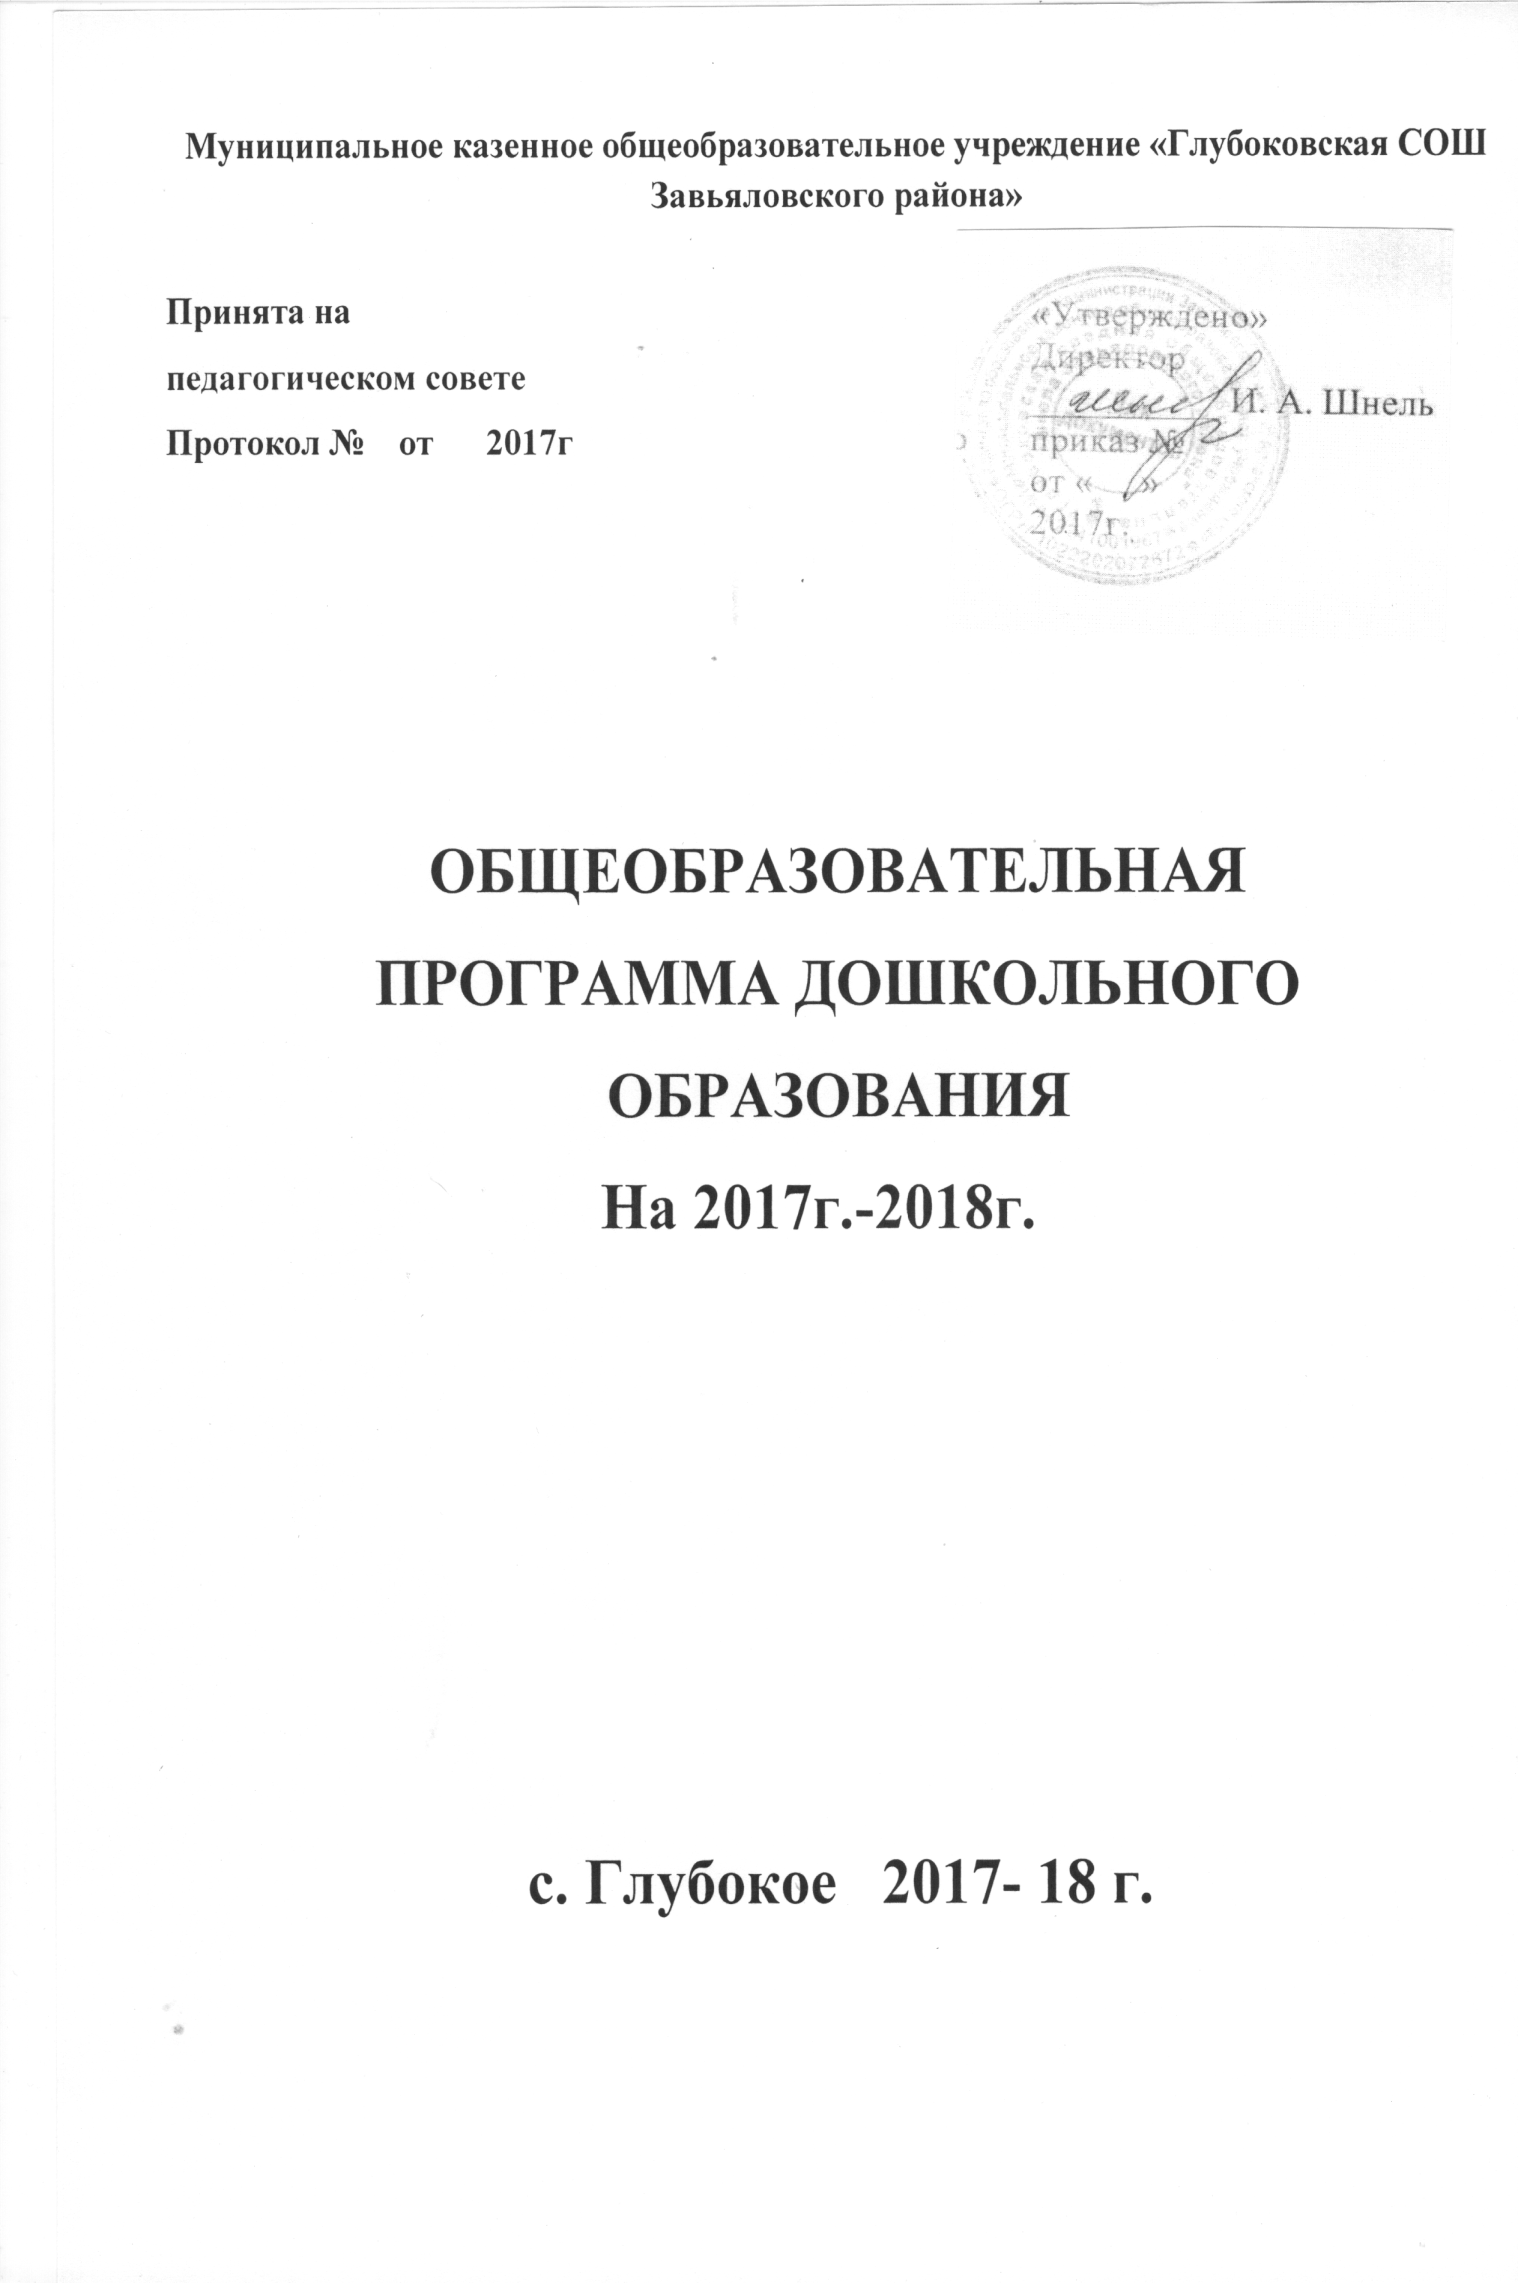 Муниципальное казенное общеобразовательное учреждение «Глубоковская СОШ
Завьяловского района»
Принята на
педагогическом совете
Протокол № от 2017г
«Утверждено»
Директор
И. А. Шнель
приказ №
от « »
2017г.
ОБЩЕОБРАЗОВАТЕЛЬНАЯ
ПРОГРАММА ДОШКОЛЬНОГО
ОБРАЗОВАНИЯ
На 2017г.-2018г.
с. Глубокое 2017- 18 г.